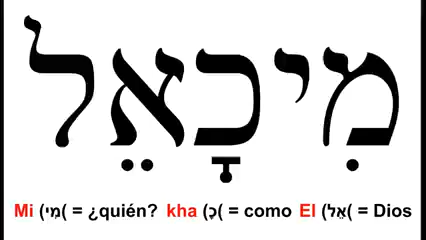 מִיכָאֵל
Mi (מִי) = ¿quién? kha (כָ) = como El (אֵל) = Dios